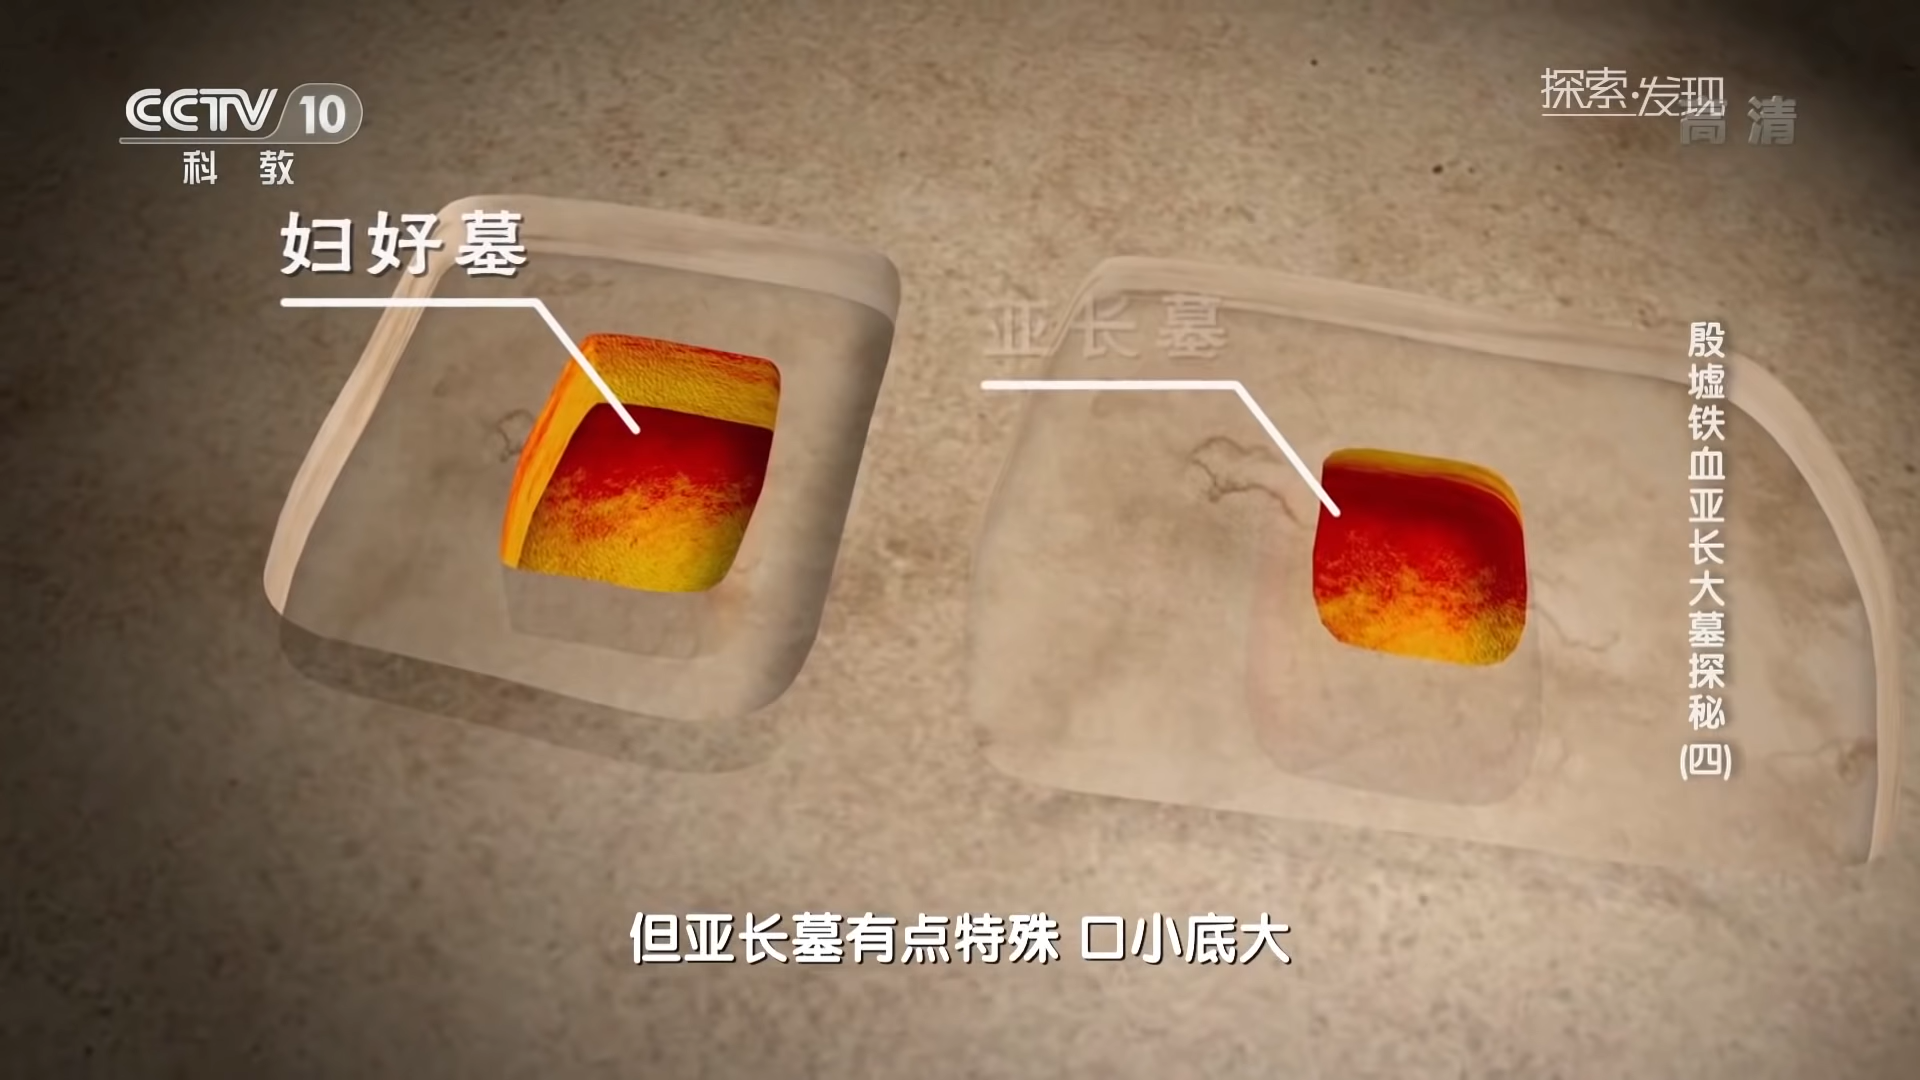 CCTV 10
科 教
探索·发现
高清
妇好墓
亚长墓
殷墟铁血亚长大墓探秘(四)
但亚长墓有点特殊 口小底大